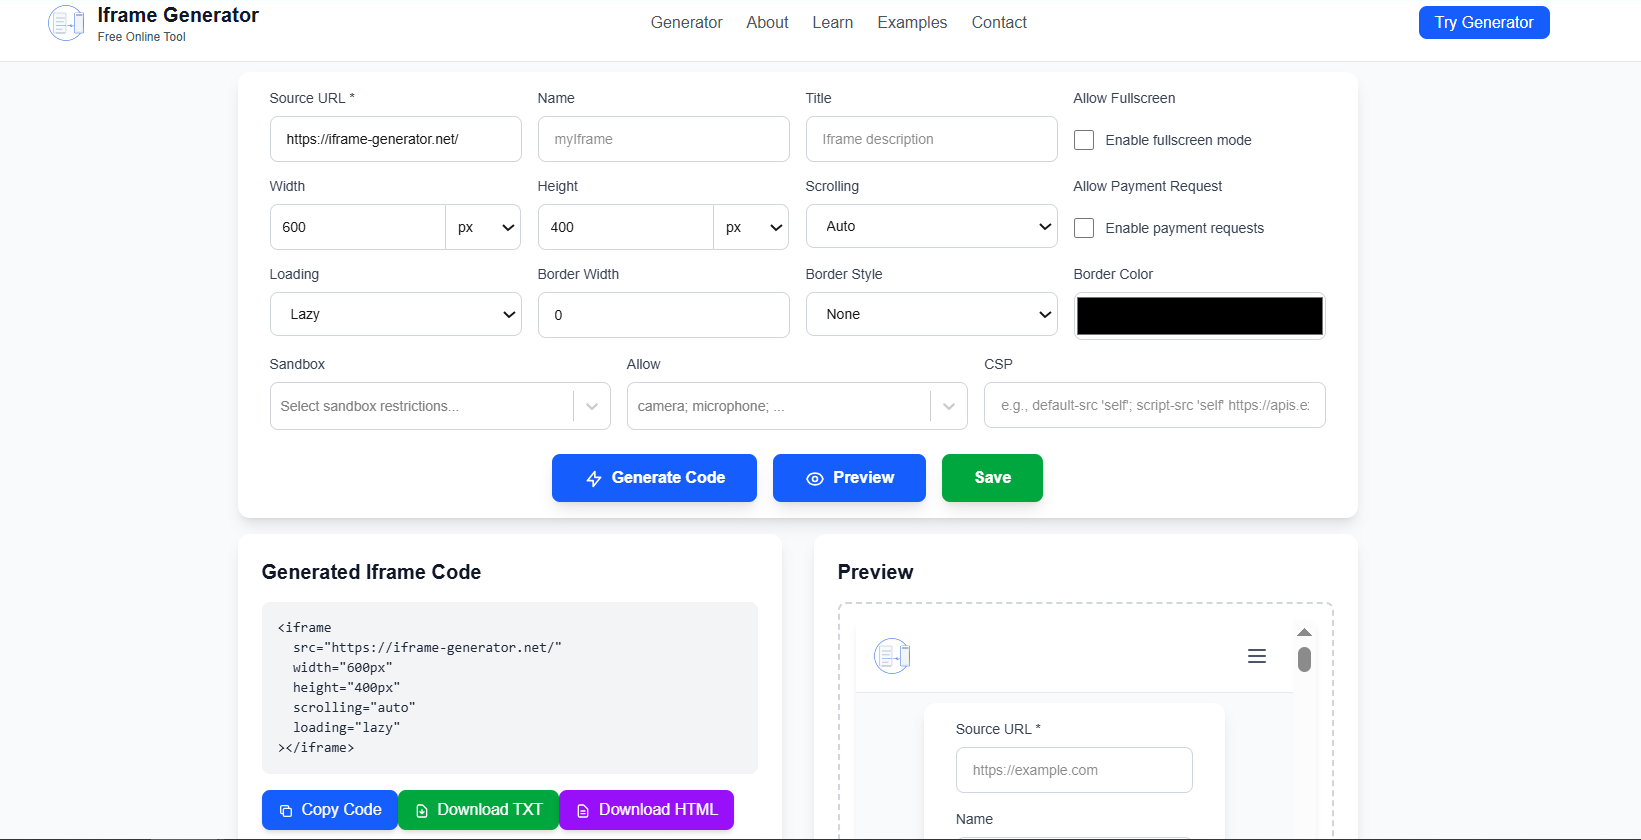 Iframe Generator
Free Online Tool
Generator About Learn Examples Contact
Try Generator
Source URL * Name Title Allow Fullscreen
https://iframe-generator.net/ myIframe Iframe description Enable fullscreen mode
Width Height Scrolling Allow Payment Request
600 px 400 px Auto Enable payment requests
Loading Border Width Border Style Border Color
Lazy 0 None
Sandbox Allow CSP
Select sandbox restrictions... camera; microphone; ... e.g., default-src 'self'; script-src 'self' https://apis.e
Generate Code Preview Save
Generated Iframe Code
<iframe
  src="https://iframe-generator.net/"
  width="600px"
  height="400px"
  scrolling="auto"
  loading="lazy"
></iframe>
Copy Code Download TXT Download HTML
Preview
Source URL *
https://example.com
Name